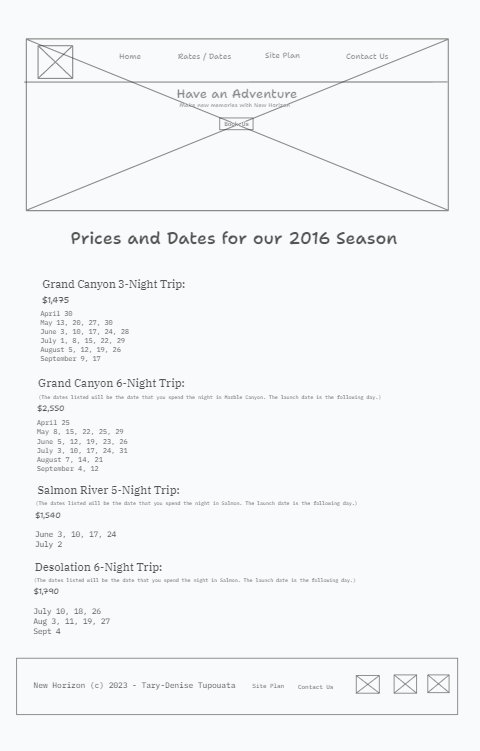 Home Rates / Dates Site Plan Contact Us
Have an Adventure
Make new memories with New Horizon
Book Us
Prices and Dates for our 2016 Season
Grand Canyon 3-Night Trip:
$1,475
April 30
May 13, 20, 27, 30
June 3, 10, 17, 24, 28
July 1, 8, 15, 22, 29
August 5, 12, 19, 26
September 9, 17
Grand Canyon 6-Night Trip:
(The dates listed will be the date that you spend the night in Marble Canyon. The launch date is the following day.)
$2,550
April 25
May 8, 15, 22, 25, 29
June 5, 12, 19, 23, 26
July 3, 10, 17, 24, 31
August 7, 14, 21
September 4, 12
Salmon River 5-Night Trip:
(The dates listed will be the date that you spend the night in Salmon. The launch date is the following day.)
$1,540
June 3, 10, 17, 24
July 2
Desolation 6-Night Trip:
(The dates listed will be the date that you spend the night in Salmon. The launch date is the following day.)
$1,790
July 10, 18, 26
Aug 3, 11, 19, 27
Sept 4
New Horizon (c) 2023 - Tary-Denise Tupouata Site Plan Contact Us